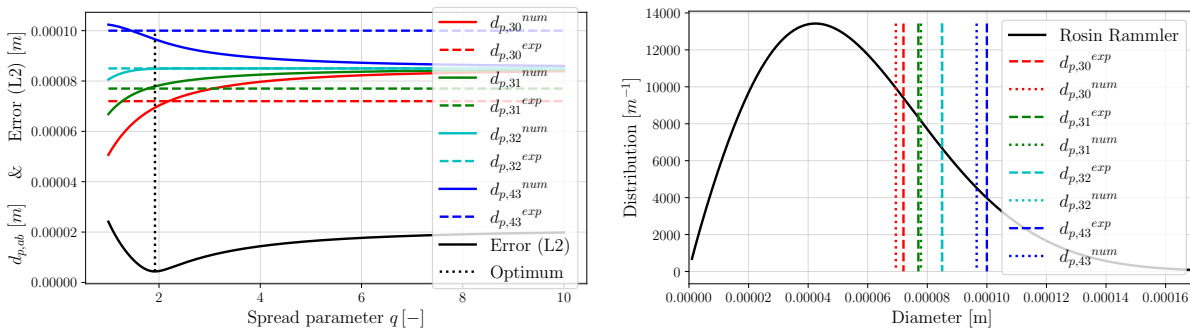 d_{p,ab} [m] & Error (L2) [m]
0.00010
0.00008
0.00006
0.00004
0.00002
0.00000
2
4
6
8
10
Spread parameter q [−]
d_{p,30}^{num}
d_{p,30}^{exp}
d_{p,31}^{num}
d_{p,31}^{exp}
d_{p,32}^{num}
d_{p,32}^{exp}
d_{p,43}^{num}
d_{p,43}^{exp}
Error (L2)
Optimum
Distribution [m^{-1}]
14000
12000
10000
8000
6000
4000
2000
0
0.00000
0.00002
0.00004
0.00006
0.00008
0.00010
0.00012
0.00014
0.00016
Diameter [m]
Rosin Rammler
d_{p,30}^{exp}
d_{p,30}^{num}
d_{p,31}^{exp}
d_{p,31}^{num}
d_{p,32}^{exp}
d_{p,32}^{num}
d_{p,43}^{exp}
d_{p,43}^{num}